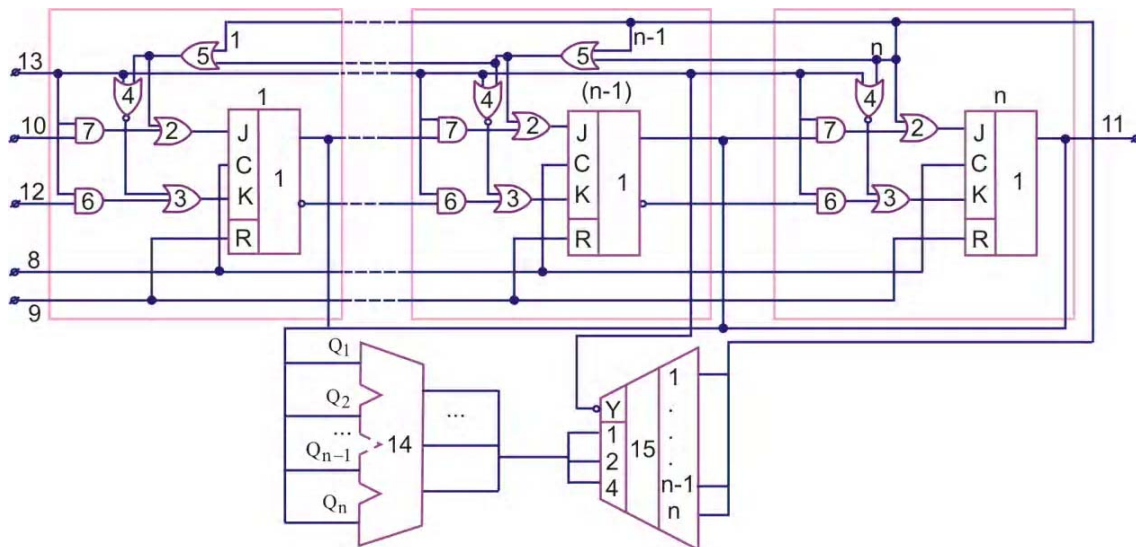 1 n-1 n
13 5 5
4 1 4 (n-1) 4 n
10 7 2 J 7 2 J 7 2 J 11
C C C
12 6 3 K 1 6 3 K 1 6 3 K 1
R R R
8
9
Q1 1
Q2 ... Y .
... 14 1 15 .
Qn-1 2 .
Qn 4 n-1
n